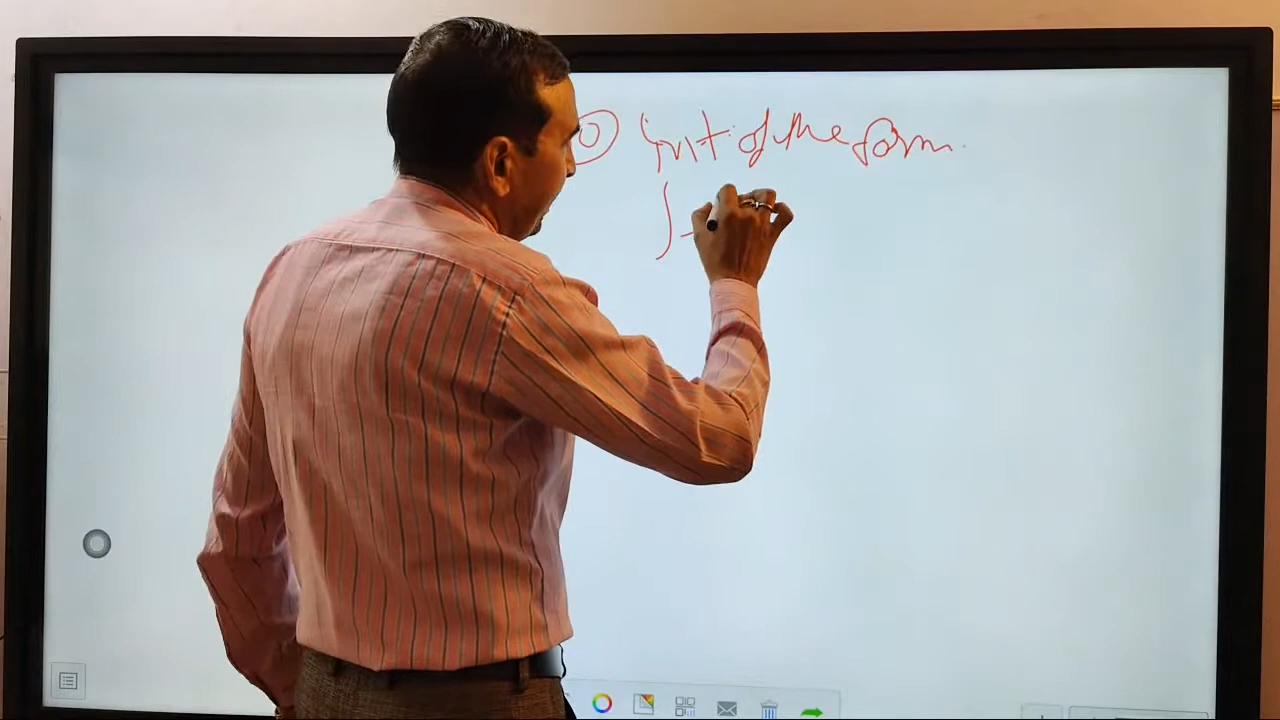 Int. of the form
∫